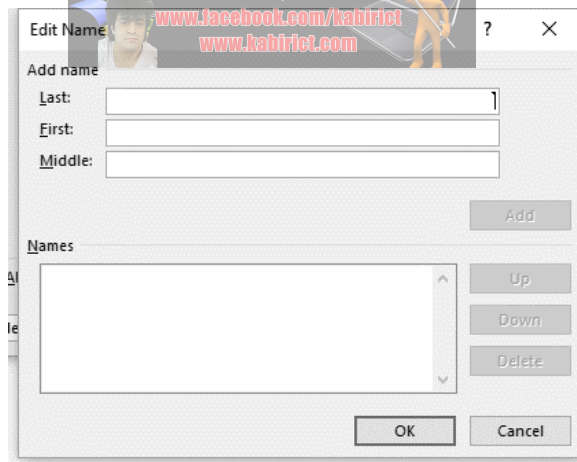 www.facebook.com/kabirict
www.kabirict.com
Edit Name
?
Add name
Last:
First:
Middle:
Add
Names
Up
Down
Delete
OK
Cancel